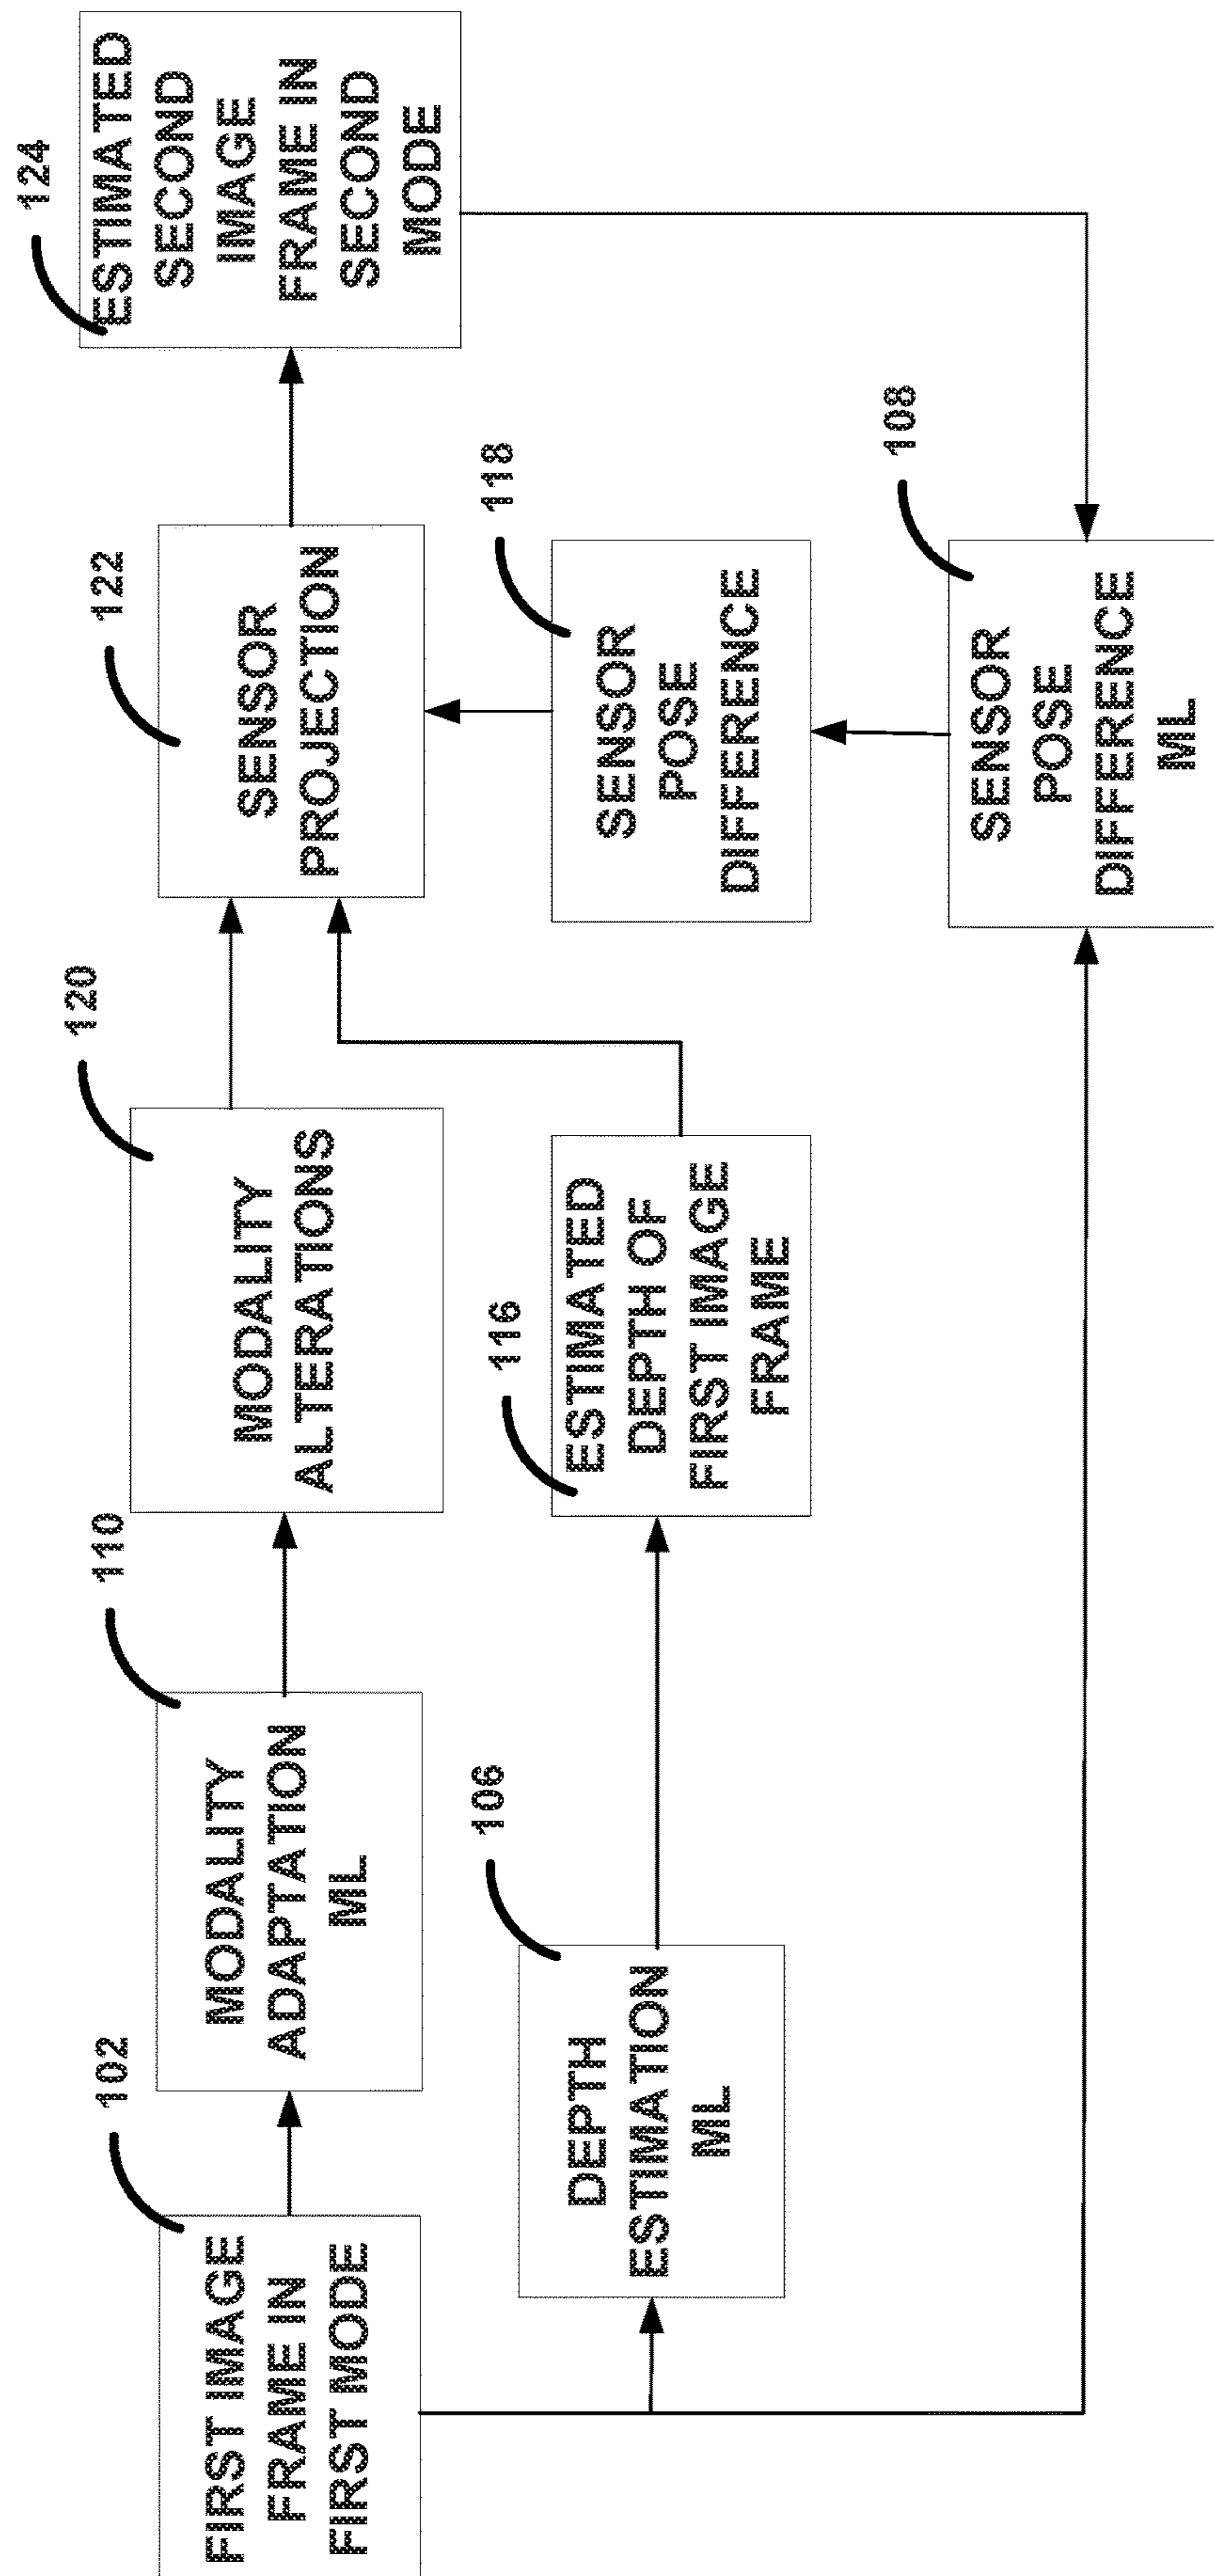 102
FIRST IMAGE
FRAME IN
FIRST MODE
110
MODALITY
ADAPTATION
ML
120
MODALITY
ALTERATIONS
122
SENSOR
PROJECTION
124
ESTIMATED
SECOND
IMAGE
FRAME IN
SECOND
MODE
106
DEPTH
ESTIMATION
ML
116
ESTIMATED
DEPTH OF
FIRST IMAGE
FRAME
118
SENSOR
POSE
DIFFERENCE
108
SENSOR
POSE
DIFFERENCE
ML